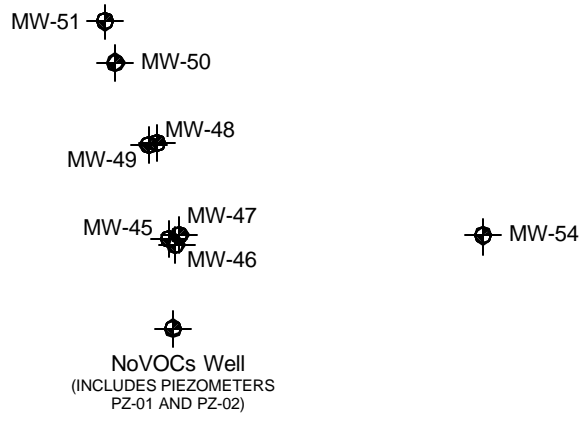 MW-51
MW-50
MW-48
MW-49
MW-47
MW-45
MW-54
MW-46
NoVOCs Well
(INCLUDES PIEZOMETERS
PZ-01 AND PZ-02)